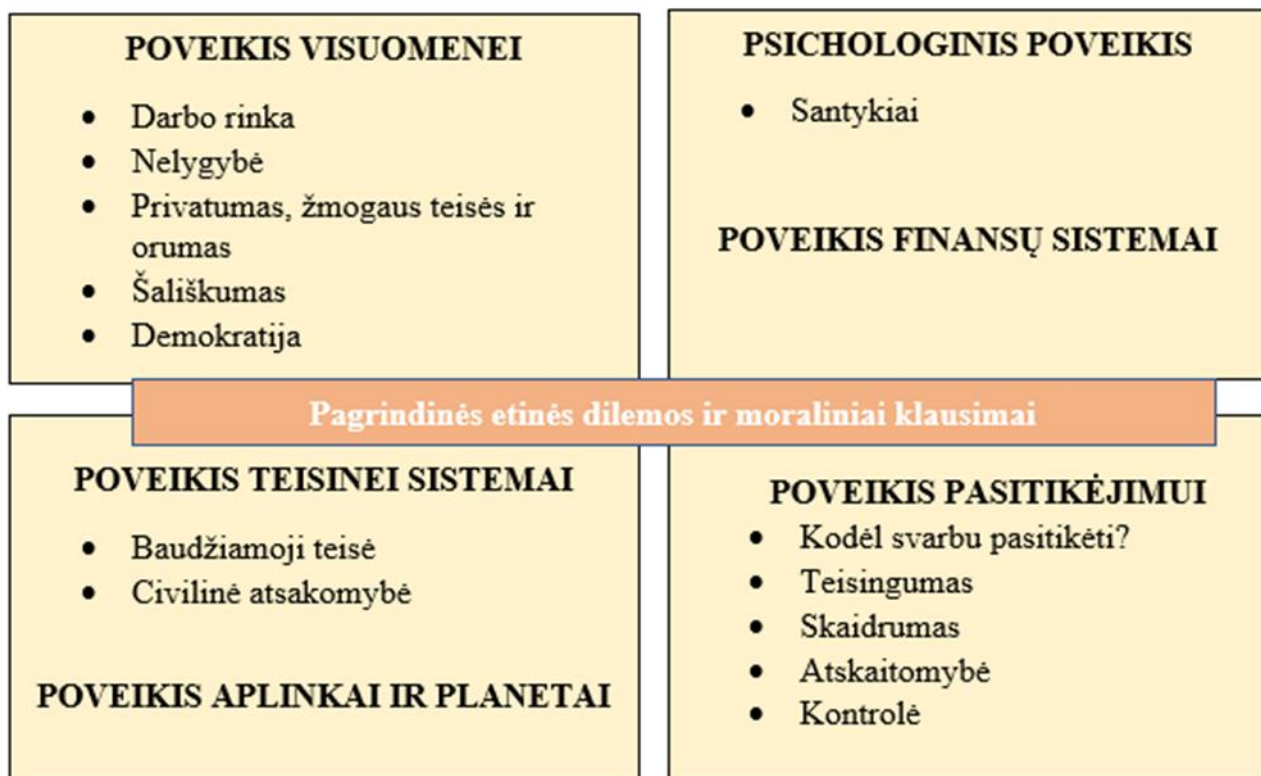 POVEIKIS VISUOMENEI
• Darbo rinka
• Nelygybė
• Privatumas, žmogaus teisės ir
orumas
• Šališkumas
• Demokratija
PSICHOLOGINIS POVEIKIS
• Santykiai
POVEIKIS FINANSŲ SISTEMAI
Pagrindinės etinės dilemos ir moraliniai klausimai
POVEIKIS TEISINEI SISTEMAI
• Baudžiamoji teisė
• Civilinė atsakomybė
POVEIKIS APLINKAI IR PLANETAI
POVEIKIS PASITIKĖJIMUI
• Kodėl svarbu pasitikėti?
• Teisingumas
• Skaidrumas
• Atskaitomybė
• Kontrolė